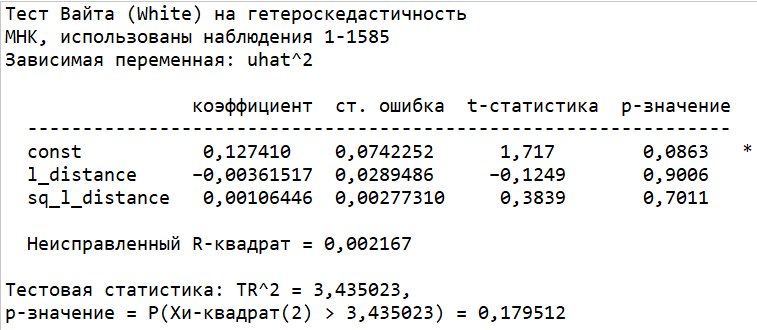 Тест Вайта (White) на гетероскедастичность
МНК, использованы наблюдения 1-1585
Зависимая переменная: uhat^2
коэффициент ст. ошибка t-статистика p-значение
---------------------------------------------------------------
const 0,127410 0,0742252 1,717 0,0863 *
l_distance −0,00361517 0,0289486 −0,1249 0,9006
sq_l_distance 0,00106446 0,00277310 0,3839 0,7011
Неисправленный R-квадрат = 0,002167
Тестовая статистика: TR^2 = 3,435023,
р-значение = P(Хи-квадрат(2) > 3,435023) = 0,179512